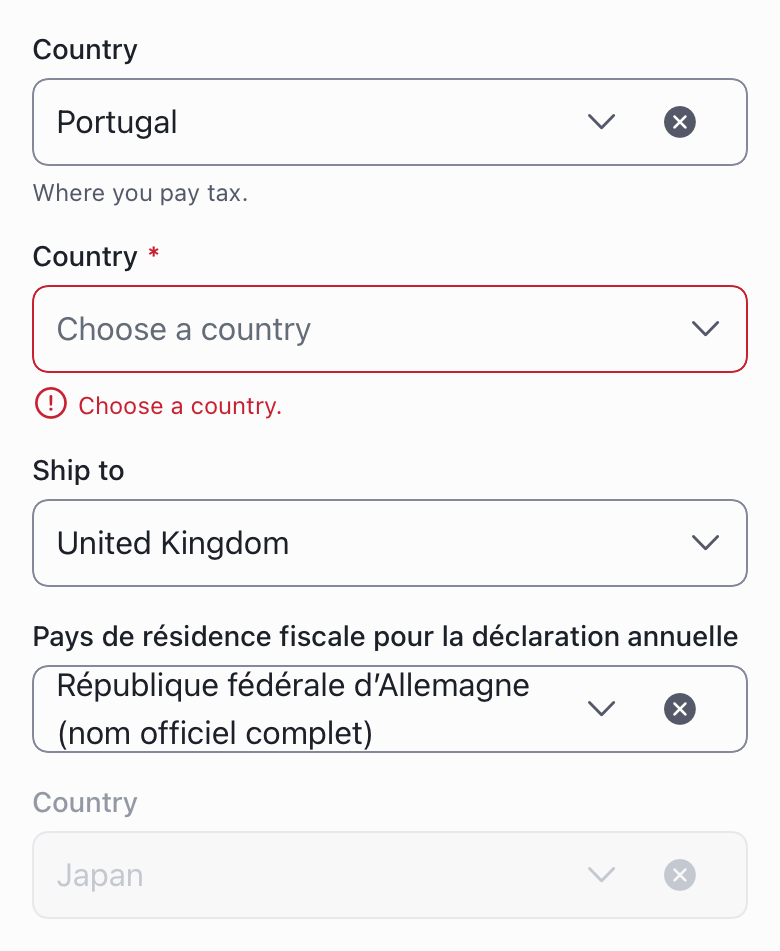 Country
Portugal
Where you pay tax.
Country *
Choose a country
Choose a country.
Ship to
United Kingdom
Pays de résidence fiscale pour la déclaration annuelle
République fédérale d’Allemagne
(nom officiel complet)
Country
Japan